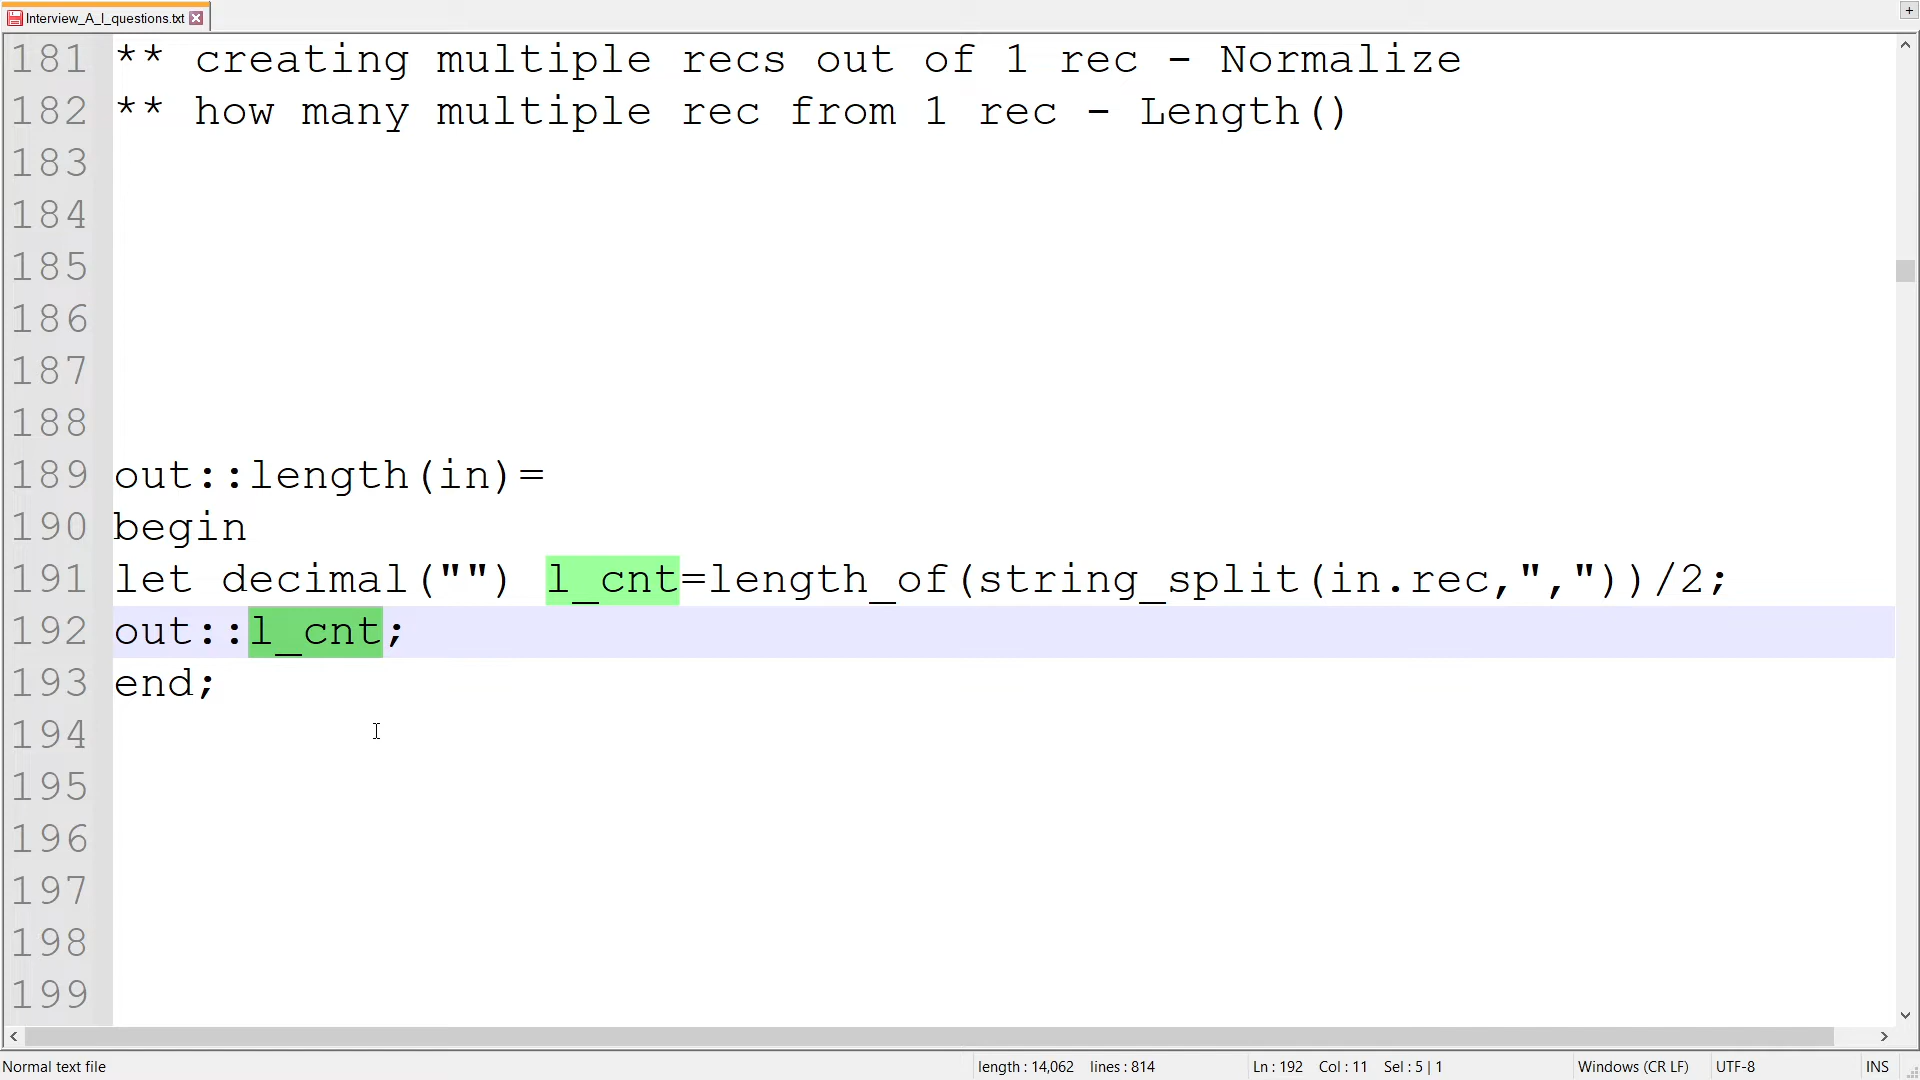 Interview_A_I_questions.txt
181 ** creating multiple recs out of 1 rec - Normalize
182 ** how many multiple rec from 1 rec - Length()
183
184
185
186
187
188
189 out::length(in)=
190 begin
191 let decimal("") l_cnt=length_of(string_split(in.rec,","))/2;
192 out::l_cnt;
193 end;
194
195
196
197
198
199
Normal text file length : 14,062 lines : 814 Ln : 192 Col : 11 Sel : 5 | 1 Windows (CR LF) UTF-8 INS